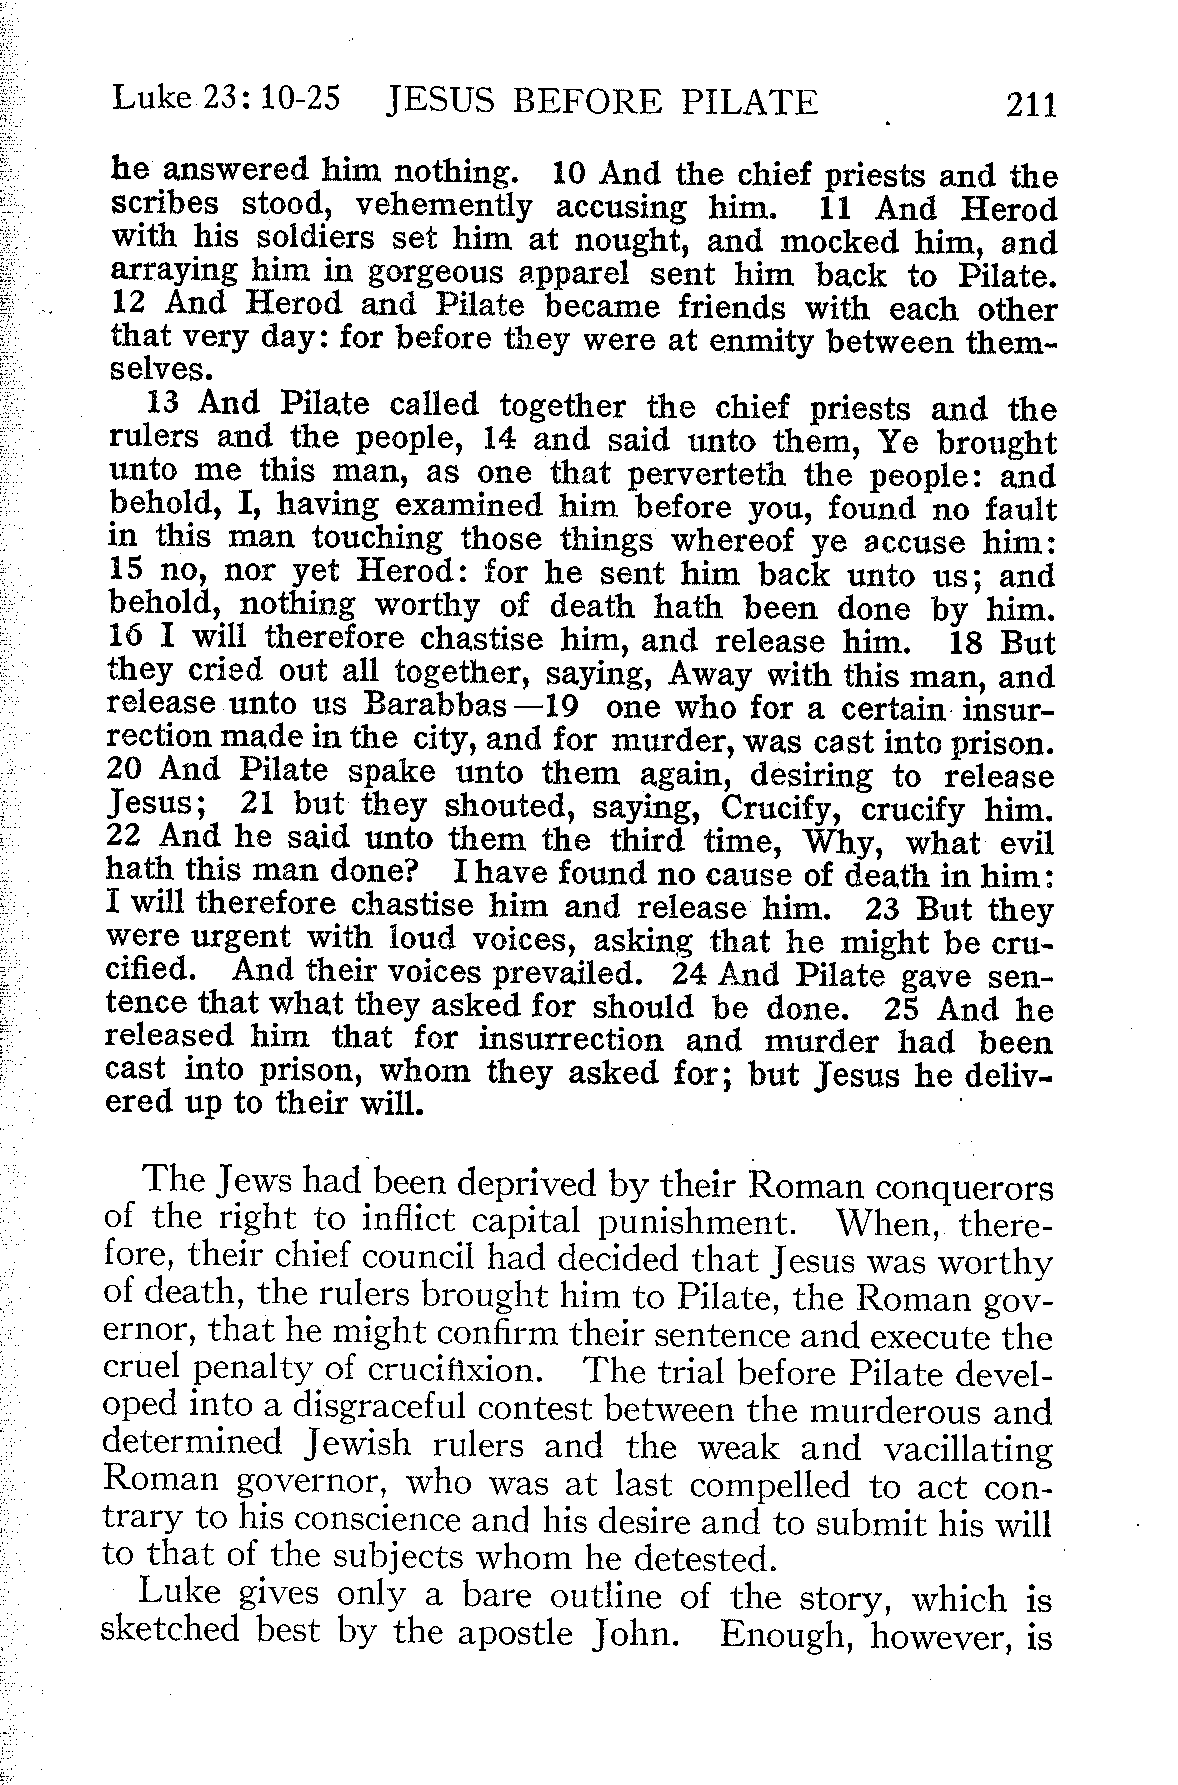 Luke 23: 10-25 JESUS BEFORE PILATE 211
he answered him nothing. 10 And the chief priests and the
scribes stood, vehemently accusing him. 11 And Herod
with his soldiers set him at nought, and mocked him, and
arraying him in gorgeous apparel sent him back to Pilate.
12 And Herod and Pilate became friends with each other
that very day: for before they were at enmity between them-
selves.
13 And Pilate called together the chief priests and the
rulers and the people, 14 and said unto them, Ye brought
unto me this man, as one that perverteth the people: and
behold, I, having examined him before you, found no fault
in this man touching those things whereof ye accuse him:
15 no, nor yet Herod: for he sent him back unto us; and
behold, nothing worthy of death hath been done by him.
16 I will therefore chastise him, and release him. 18 But
they cried out all together, saying, Away with this man, and
release unto us Barabbas—19 one who for a certain insur-
rection made in the city, and for murder, was cast into prison.
20 And Pilate spake unto them again, desiring to release
Jesus; 21 but they shouted, saying, Crucify, crucify him.
22 And he said unto them the third time, Why, what evil
hath this man done? I have found no cause of death in him:
I will therefore chastise him and release him. 23 But they
were urgent with loud voices, asking that he might be cru-
cified. And their voices prevailed. 24 And Pilate gave sen-
tence that what they asked for should be done. 25 And he
released him that for insurrection and murder had been
cast into prison, whom they asked for; but Jesus he deliv-
ered up to their will.
The Jews had been deprived by their Roman conquerors
of the right to inflict capital punishment. When, there-
fore, their chief council had decided that Jesus was worthy
of death, the rulers brought him to Pilate, the Roman gov-
ernor, that he might confirm their sentence and execute the
cruel penalty of crucifixion. The trial before Pilate devel-
oped into a disgraceful contest between the murderous and
determined Jewish rulers and the weak and vacillating
Roman governor, who was at last compelled to act con-
trary to his conscience and his desire and to submit his will
to that of the subjects whom he detested.
Luke gives only a bare outline of the story, which is
sketched best by the apostle John. Enough, however, is